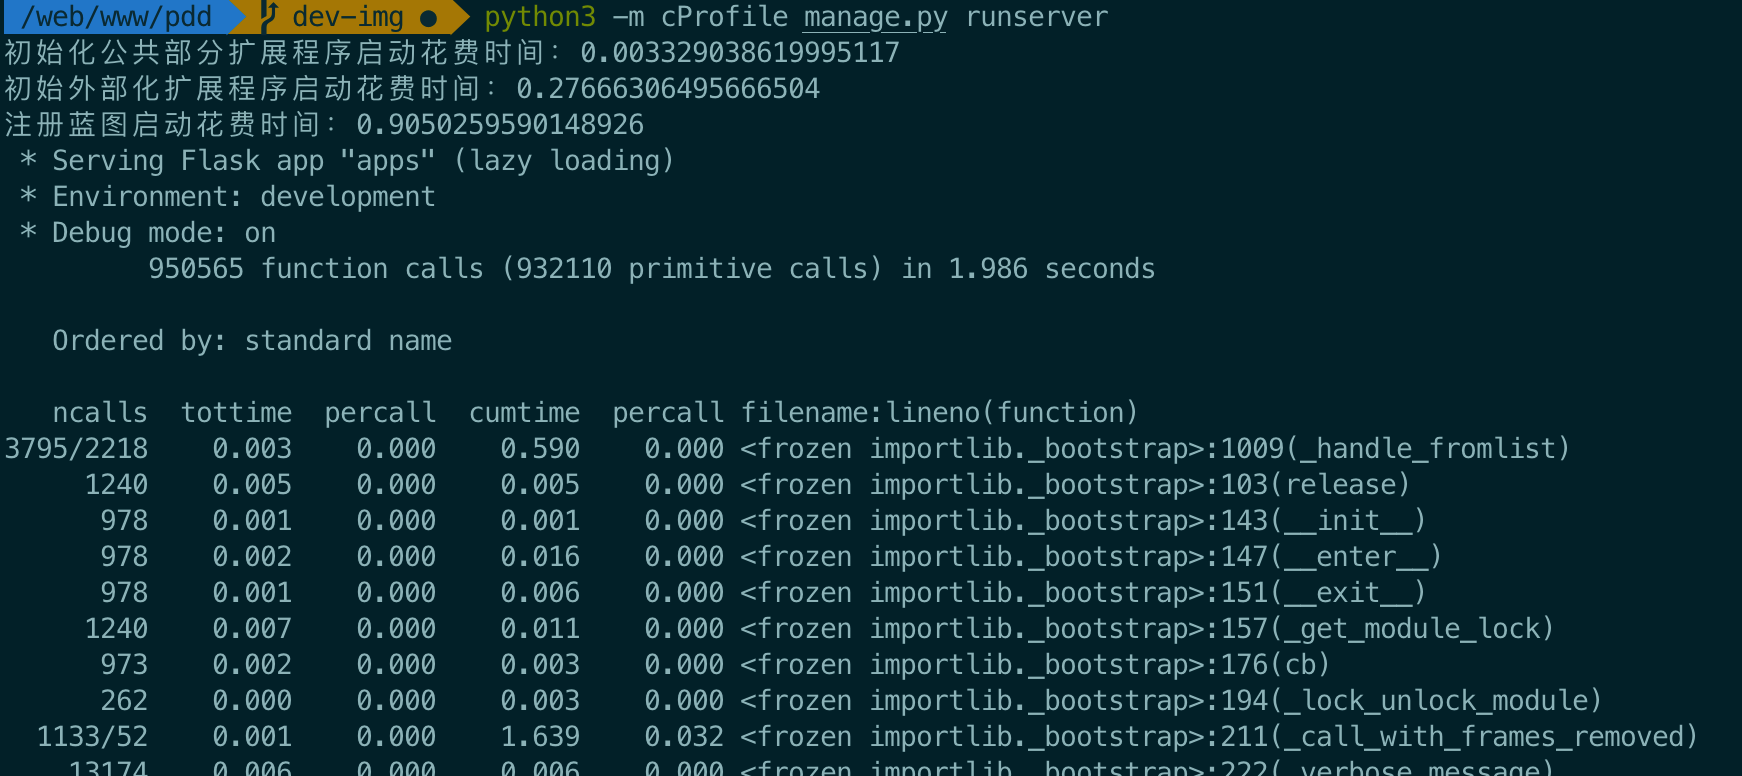 /web/www/pdd dev-img ● python3 -m cProfile manage.py runserver
初始化公共部分扩展程序启动花费时间: 0.003329038619995117
初始外部化扩展程序启动花费时间: 0.27666306495666504
注册蓝图启动花费时间: 0.9050259590148926
* Serving Flask app "apps" (lazy loading)
* Environment: development
* Debug mode: on
950565 function calls (932110 primitive calls) in 1.986 seconds
Ordered by: standard name
ncalls tottime percall cumtime percall filename:lineno(function)
3795/2218 0.003 0.000 0.590 0.000 <frozen importlib._bootstrap>:1009(_handle_fromlist)
1240 0.005 0.000 0.005 0.000 <frozen importlib._bootstrap>:103(release)
978 0.001 0.000 0.001 0.000 <frozen importlib._bootstrap>:143(__init__)
978 0.002 0.000 0.016 0.000 <frozen importlib._bootstrap>:147(__enter__)
978 0.001 0.000 0.006 0.000 <frozen importlib._bootstrap>:151(__exit__)
1240 0.007 0.000 0.011 0.000 <frozen importlib._bootstrap>:157(_get_module_lock)
973 0.002 0.000 0.003 0.000 <frozen importlib._bootstrap>:176(cb)
262 0.000 0.000 0.003 0.000 <frozen importlib._bootstrap>:194(_lock_unlock_module)
1133/52 0.001 0.000 1.639 0.032 <frozen importlib._bootstrap>:211(_call_with_frames_removed)
13174 0.006 0.000 0.006 0.000 <frozen importlib._bootstrap>:222(_verbose_message)